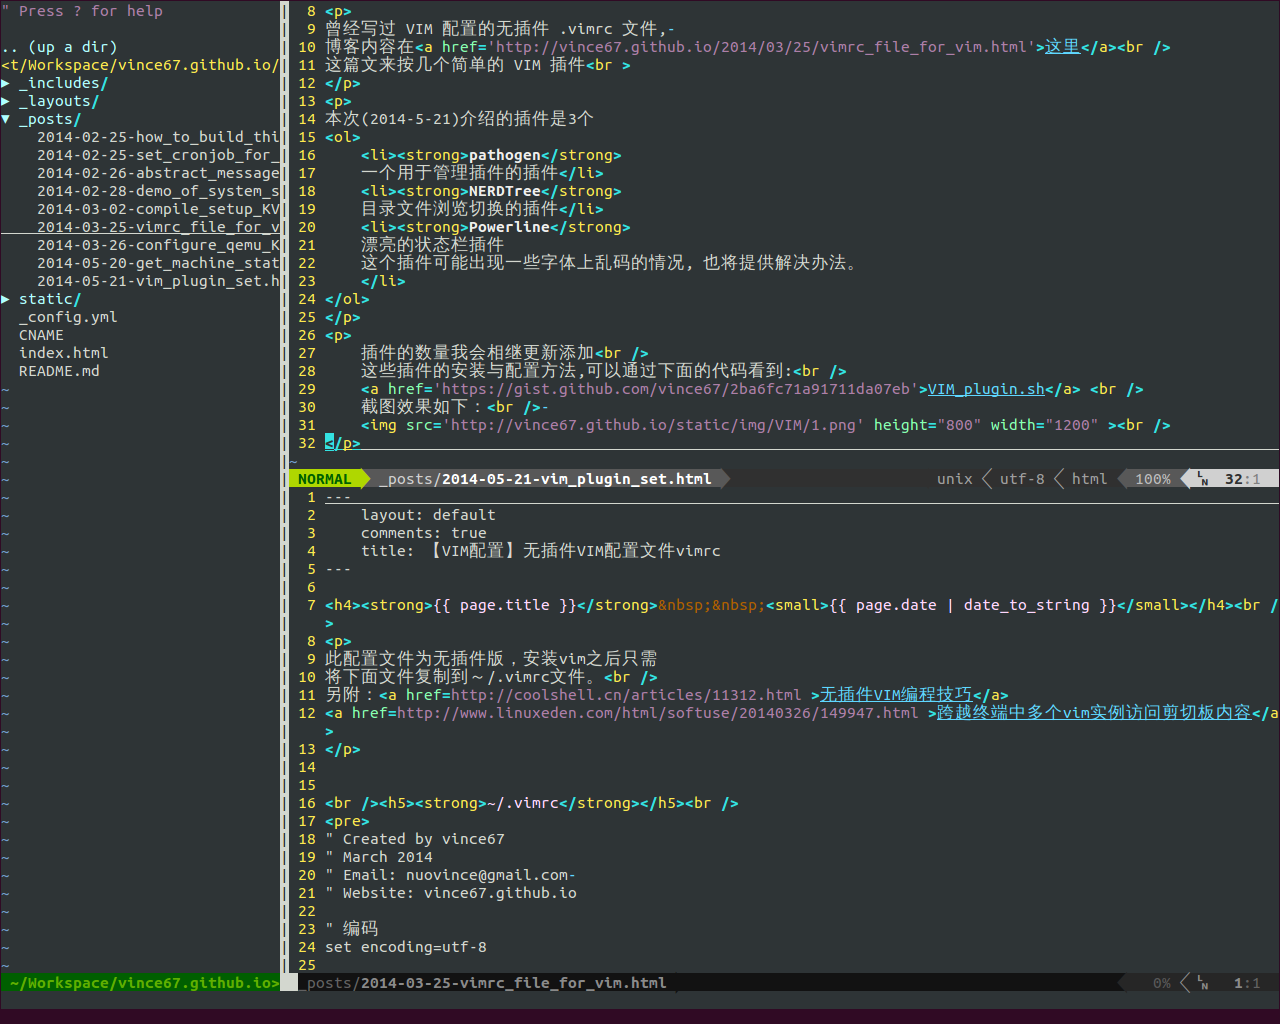 " Press ? for help
.. (up a dir)
<t/Workspace/vince67.github.io/
▶ _includes/
▶ _layouts/
▼ _posts/
2014-02-25-how_to_build_thi
2014-02-25-set_cronjob_for_
2014-02-26-abstract_message
2014-02-28-demo_of_system_s
2014-03-02-compile_setup_KV
2014-03-25-vimrc_file_for_v
2014-03-26-configure_qemu_K
2014-05-20-get_machine_stat
2014-05-21-vim_plugin_set.h
▶ static/
_config.yml
CNAME
index.html
README.md
~/Workspace/vince67.github.io>
8 <p>
9 曾经写过 VIM 配置的无插件 .vimrc 文件,-
10 博客内容在<a href='http://vince67.github.io/2014/03/25/vimrc_file_for_vim.html'>这里</a><br />
11 这篇文来按几个简单的 VIM 插件<br >
12 </p>
13 <p>
14 本次(2014-5-21)介绍的插件是3个
15 <ol>
16     <li><strong>pathogen</strong>
17     一个用于管理插件的插件</li>
18     <li><strong>NERDTree</strong>
19     目录文件浏览切换的插件</li>
20     <li><strong>Powerline</strong>
21     漂亮的状态栏插件
22     这个插件可能出现一些字体上乱码的情况, 也将提供解决办法。
23     </li>
24 </ol>
25 </p>
26 <p>
27     插件的数量我会相继更新添加<br />
28     这些插件的安装与配置方法,可以通过下面的代码看到:<br />
29     <a href='https://gist.github.com/vince67/2ba6fc71a91711da07eb'>VIM_plugin.sh</a> <br />
30     截图效果如下：<br />-
31     <img src='http://vince67.github.io/static/img/VIM/1.png' height="800" width="1200" ><br />
32 </p>
~
NORMAL _posts/2014-05-21-vim_plugin_set.html unix utf-8 html 100% LN 32:1
1 ---
2     layout: default
3     comments: true
4     title: 【VIM配置】无插件VIM配置文件vimrc
5 ---
6
7 <h4><strong>{{ page.title }}</strong>&nbsp;&nbsp;<small>{{ page.date | date_to_string }}</small></h4><br /
>
8 <p>
9 此配置文件为无插件版，安装vim之后只需
10 将下面文件复制到～/.vimrc文件。<br />
11 另附：<a href=http://coolshell.cn/articles/11312.html >无插件VIM编程技巧</a>
12 <a href=http://www.linuxeden.com/html/softuse/20140326/149947.html >跨越终端中多个vim实例访问剪切板内容</a
>
13 </p>
14
15
16 <br /><h5><strong>~/.vimrc</strong></h5><br />
17 <pre>
18 " Created by vince67
19 " March 2014
20 " Email: nuovince@gmail.com-
21 " Website: vince67.github.io
22
23 " 编码
24 set encoding=utf-8
25
_posts/2014-03-25-vimrc_file_for_vim.html 0% LN 1:1